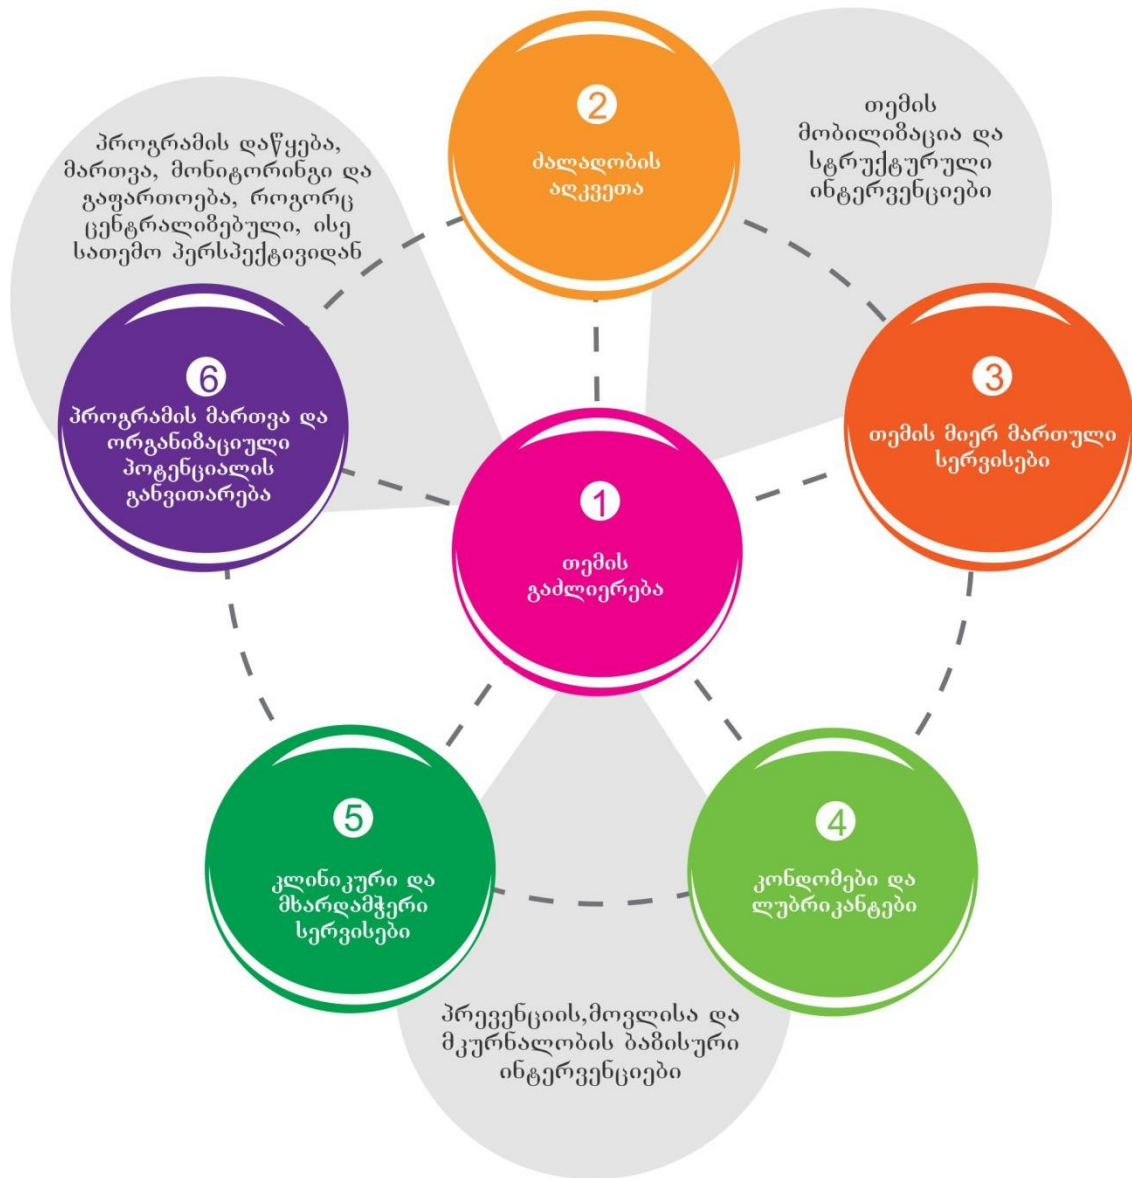 2
ძალადობის
აღკვეთა
თემის
მობილიზაცია და
სტრუქტურული
ინტერვენციები
პროგრამის დაწყება,
მართვა, მონიტორინგი და
გაფართოება, როგორც
ცენტრალიზებული, ისე
სათემო პერსპექტივიდან
6
პროგრამის მართვა და
ორგანიზაციული
პოტენციალის
განვითარება
3
თემის მიერ მართული
სერვისები
1
თემის
გაძლიერება
5
კლინიკური და
მხარდამჭერი
სერვისები
4
კონდომები და
ლუბრიკანტები
პრევენციის,მოვლისა და
მკურნალობის ბაზისური
ინტერვენციები